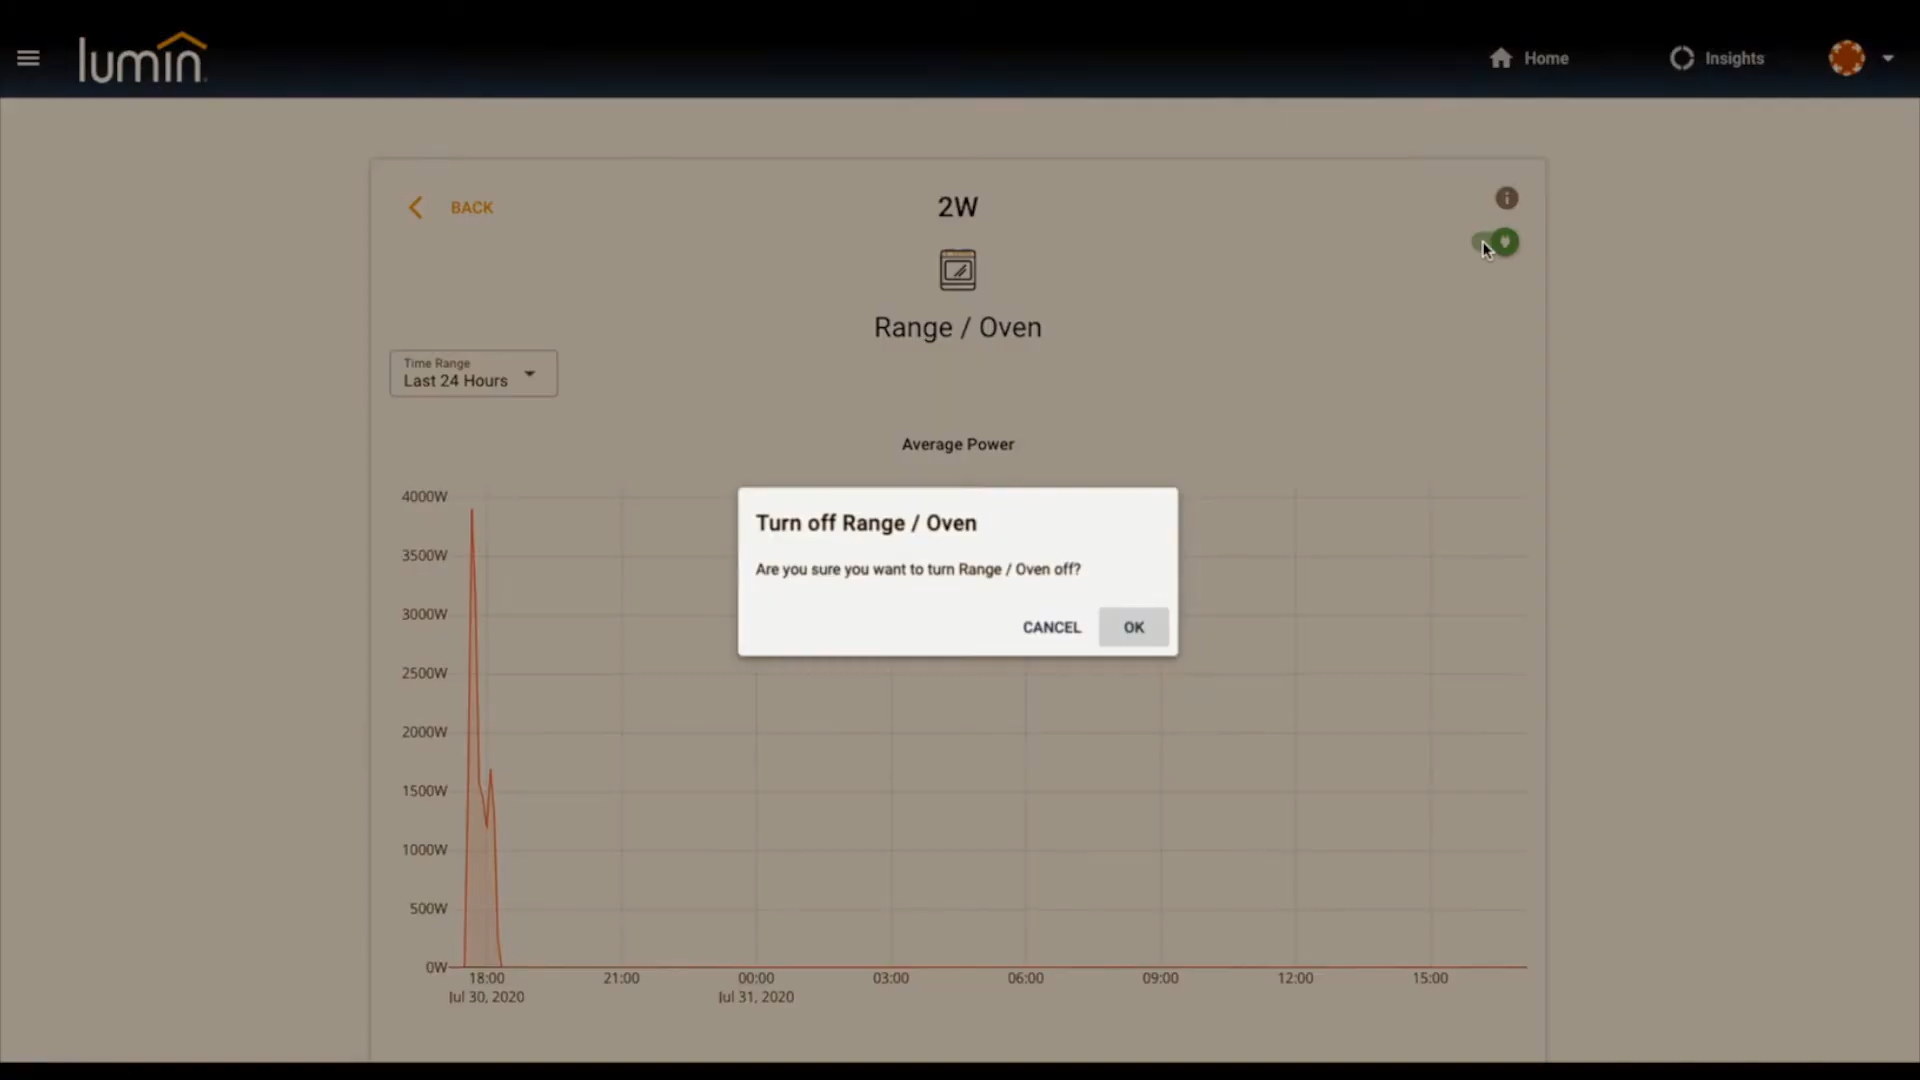 lumin
Home
Insights
BACK
2W
Range / Oven
Time Range
Last 24 Hours
Average Power
4000W
3500W
3000W
2500W
2000W
1500W
1000W
500W
0W
Turn off Range / Oven
Are you sure you want to turn Range / Oven off?
CANCEL
OK
18:00
21:00
00:00
03:00
06:00
09:00
12:00
15:00
Jul 30, 2020
Jul 31, 2020